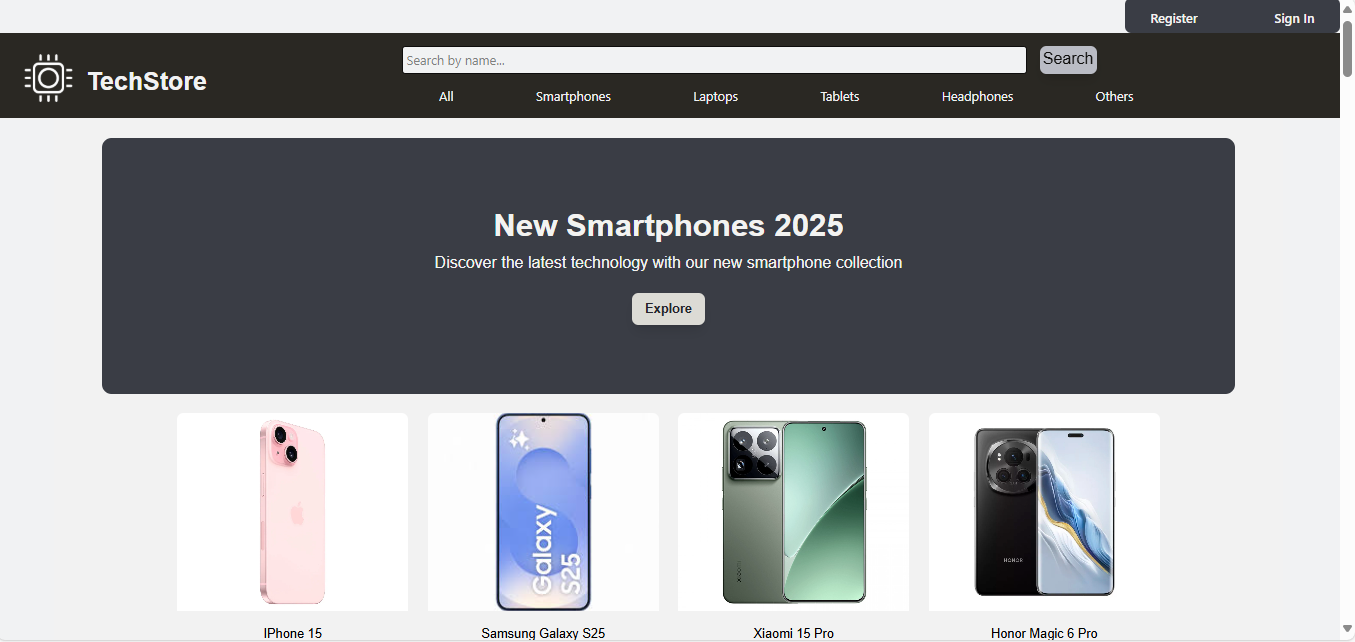 Register Sign In
TechStore
Search by name... Search
All Smartphones Laptops Tablets Headphones Others
New Smartphones 2025
Discover the latest technology with our new smartphone collection
Explore
Galaxy
S25
HONOR
IPhone 15 Samsung Galaxy S25 Xiaomi 15 Pro Honor Magic 6 Pro